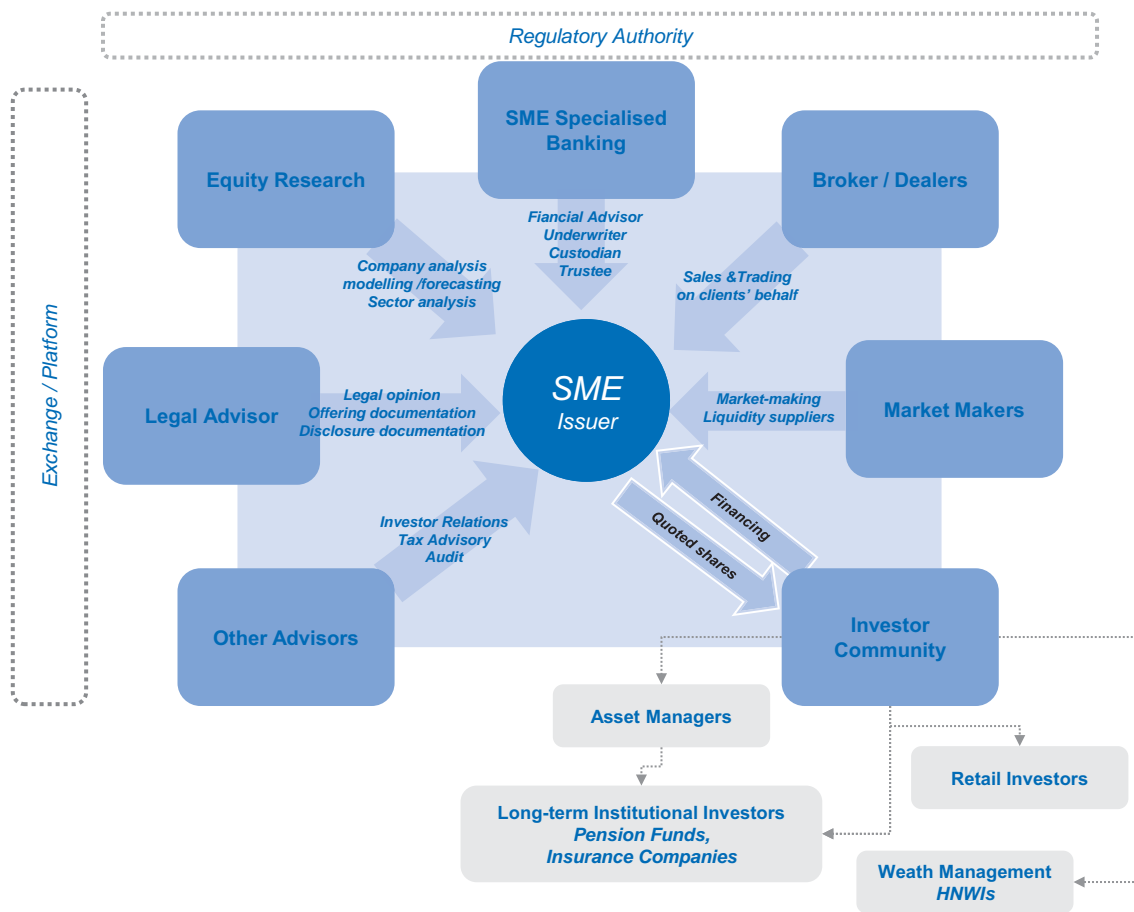 Regulatory Authority
Exchange / Platform
SME Specialised
Banking
Equity Research
Broker / Dealers
Fiancial Advisor
Underwriter
Custodian
Trustee
Company analysis
modelling /forecasting
Sector analysis
Sales &Trading
on clients' behalf
Legal Advisor
Legal opinion
Offering documentation
Disclosure documentation
SME
Issuer
Market-making
Liquidity suppliers
Market Makers
Investor Relations
Tax Advisory
Audit
Financing
Quoted shares
Other Advisors
Investor
Community
Asset Managers
Retail Investors
Long-term Institutional Investors
Pension Funds,
Insurance Companies
Weath Management
HNWIs